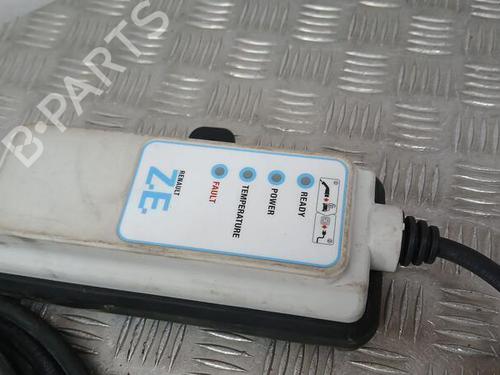 B-PARTS
RENAULT
Z.E.
READY
POWER
TEMPERATURE
FAULT